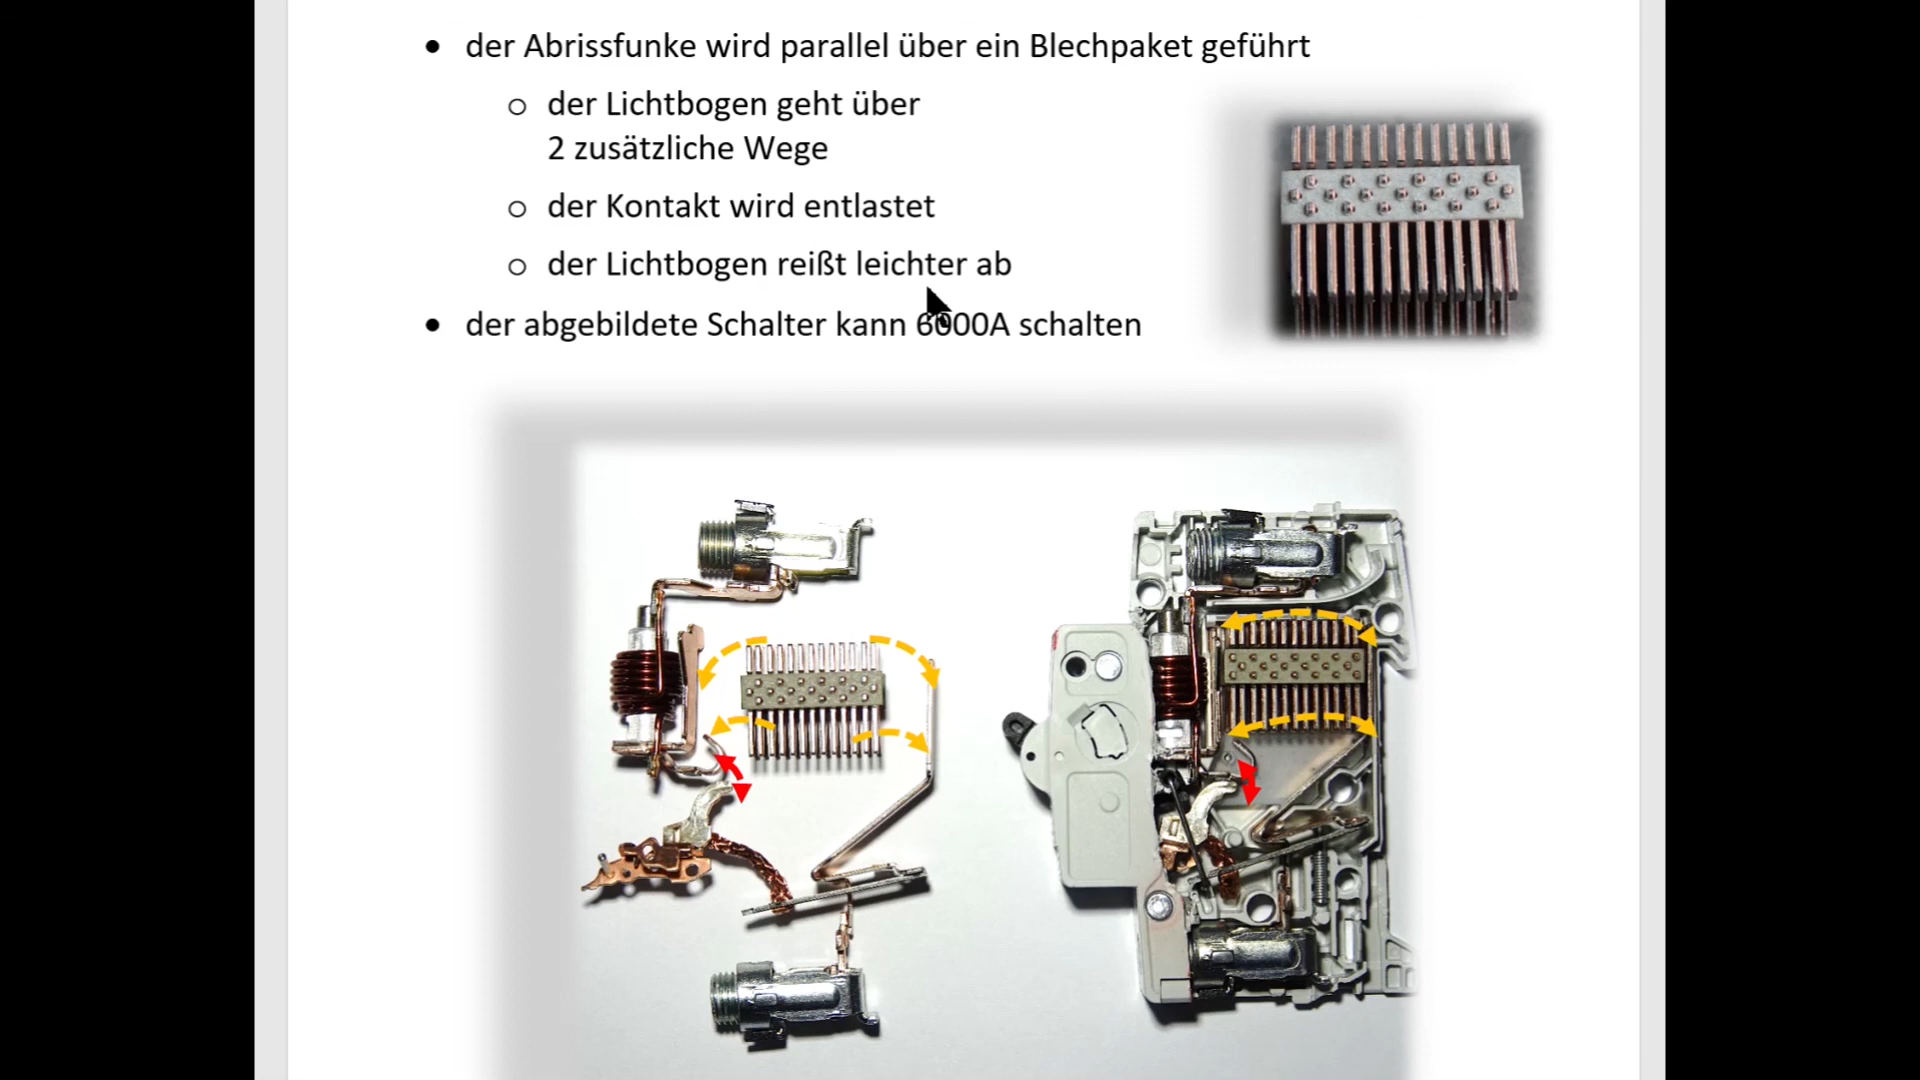 • der Abrissfunke wird parallel über ein Blechpaket geführt
o der Lichtbogen geht über
2 zusätzliche Wege
o der Kontakt wird entlastet
o der Lichtbogen reißt leichter ab
• der abgebildete Schalter kann 6000A schalten